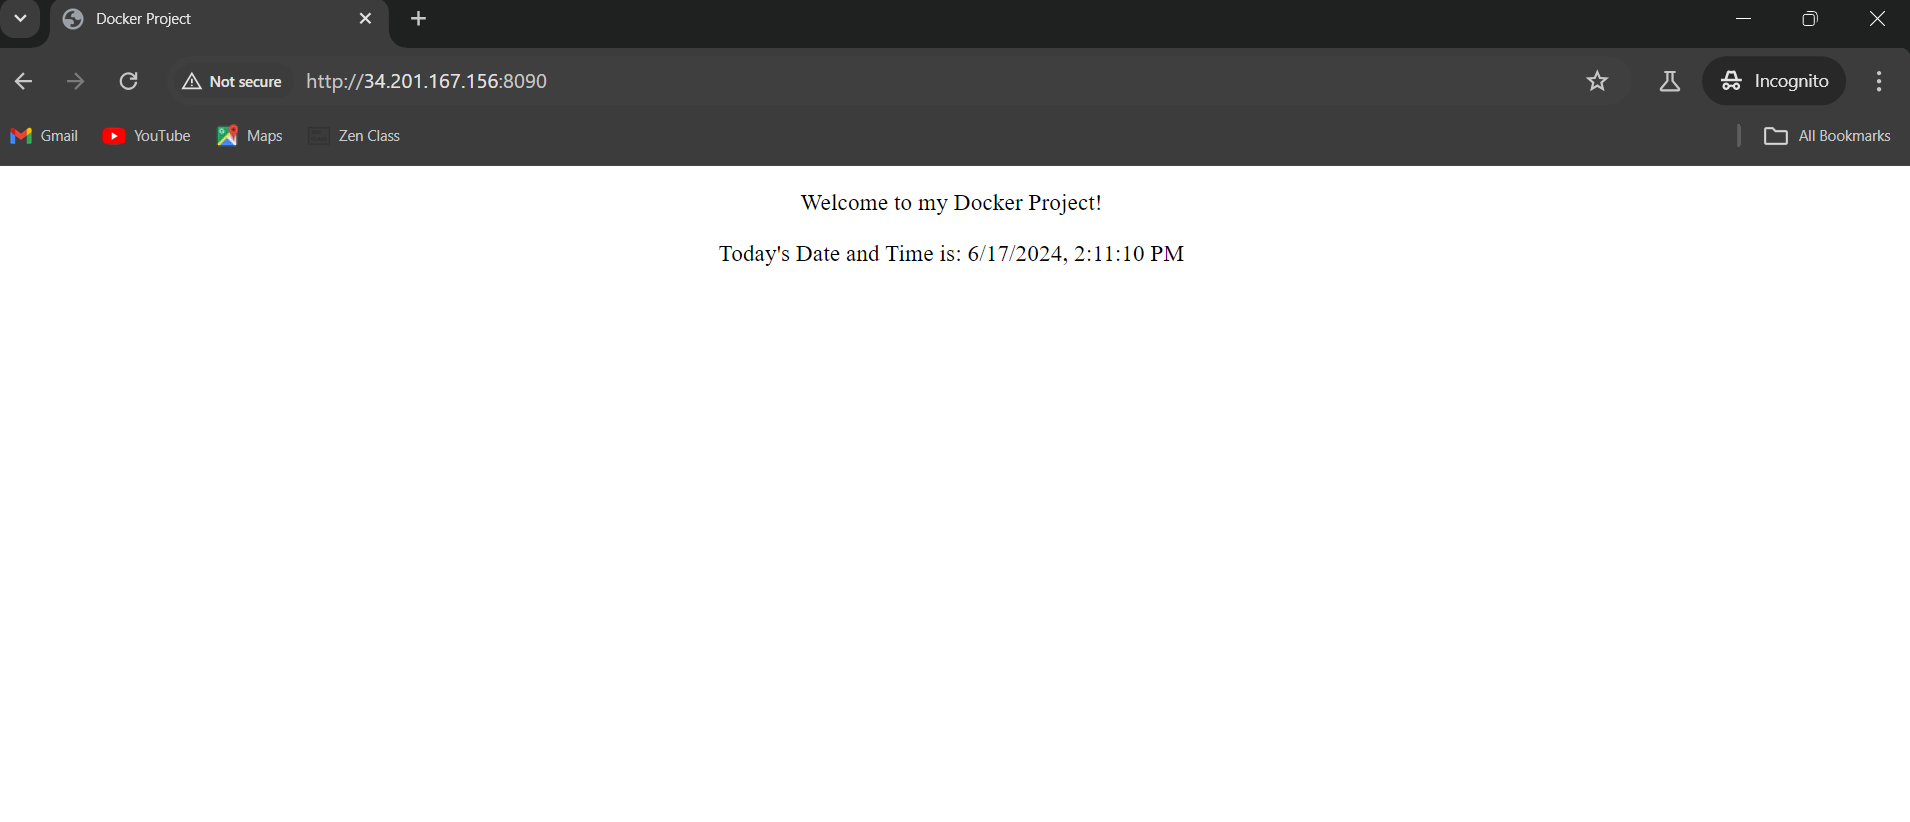 Docker Project
Not secure http://34.201.167.156:8090 Incognito
Gmail YouTube Maps Zen Class All Bookmarks
Welcome to my Docker Project!
Today's Date and Time is: 6/17/2024, 2:11:10 PM